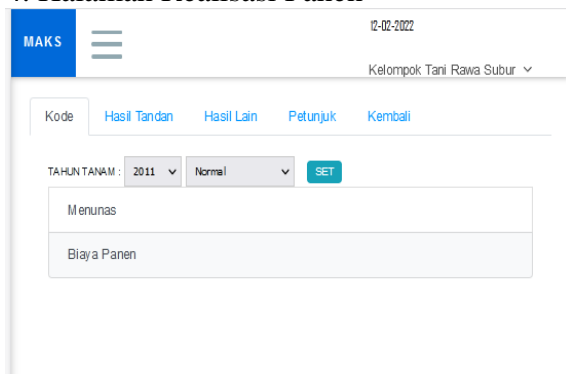 12-02-2022
MAKS
Kelompok Tani Rawa Subur
Kode Hasil Tandan Hasil Lain Petunjuk Kembali
TAHUN TANAM : 2011 Normal SET
Menunas
Biaya Panen